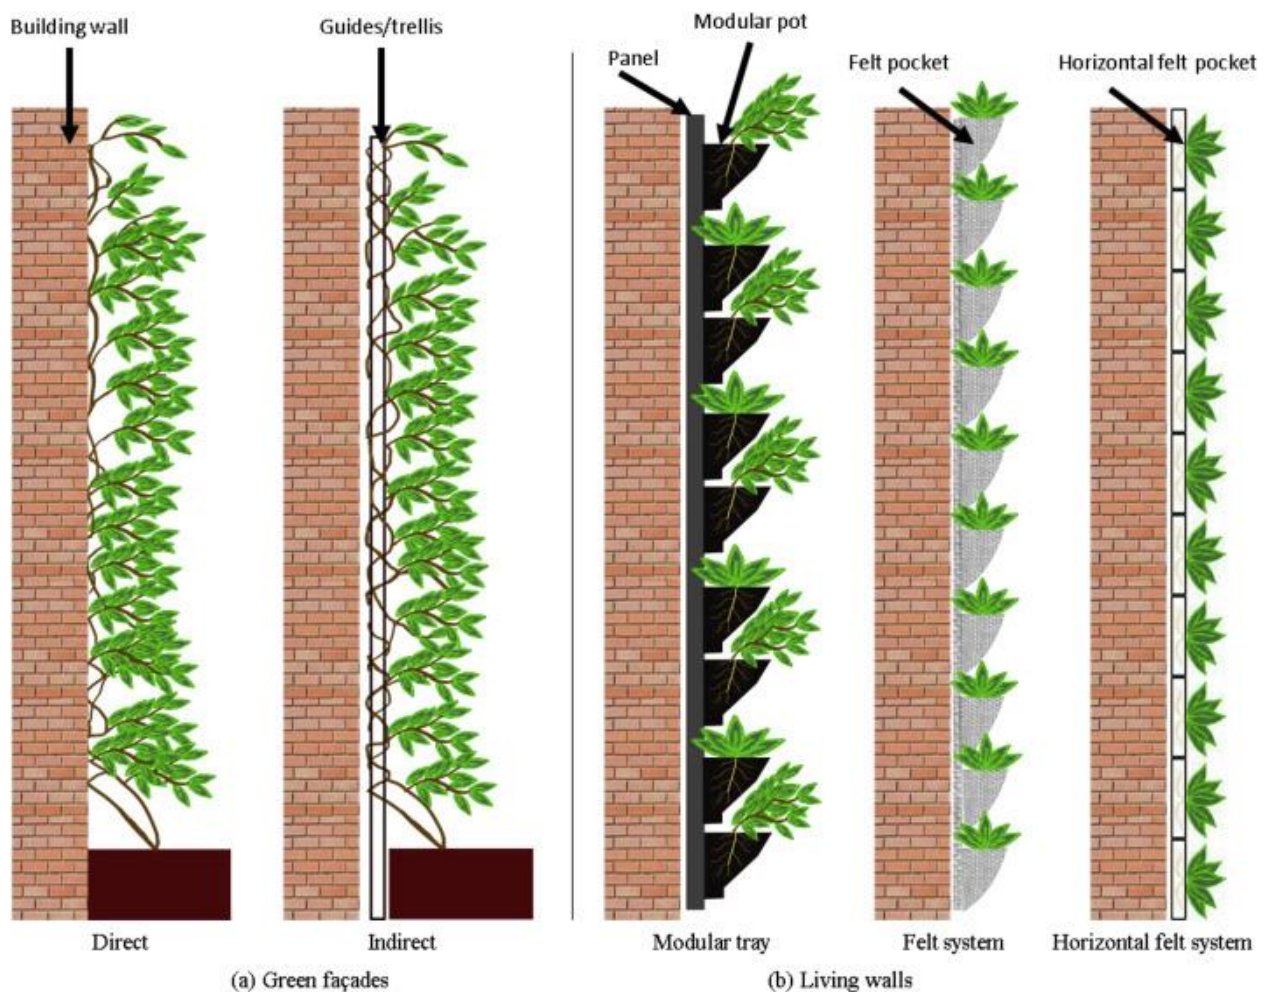 Building wall
Guides/trellis
Panel
Modular pot
Felt pocket
Horizontal felt pocket
Direct
Indirect
Modular tray
Felt system
Horizontal felt system
(a) Green façades
(b) Living walls